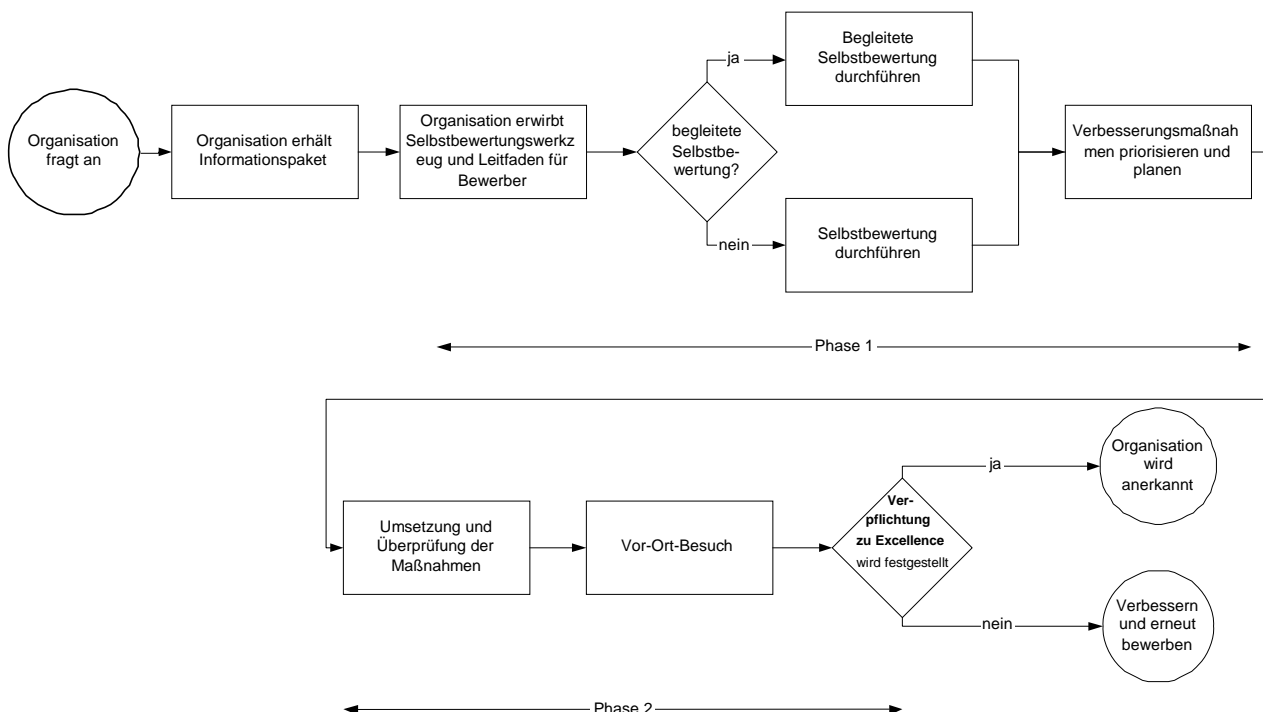 Organisation
fragt an
Organisation erhält
Informationspaket
Organisation erwirbt
Selbstbewertungswerkz
eug und Leitfaden für
Bewerber
begleitete
Selbstbe-
wertung?
ja
Begleitete
Selbstbewertung
durchführen
nein
Selbstbewertung
durchführen
Verbesserungsmaßnah
men priorisieren und
planen
Phase 1
Umsetzung und
Überprüfung der
Maßnahmen
Vor-Ort-Besuch
Ver-
pflichtung
zu Excellence
wird festgestellt
ja
Organisation
wird
anerkannt
nein
Verbessern
und erneut
bewerben
Phase 2